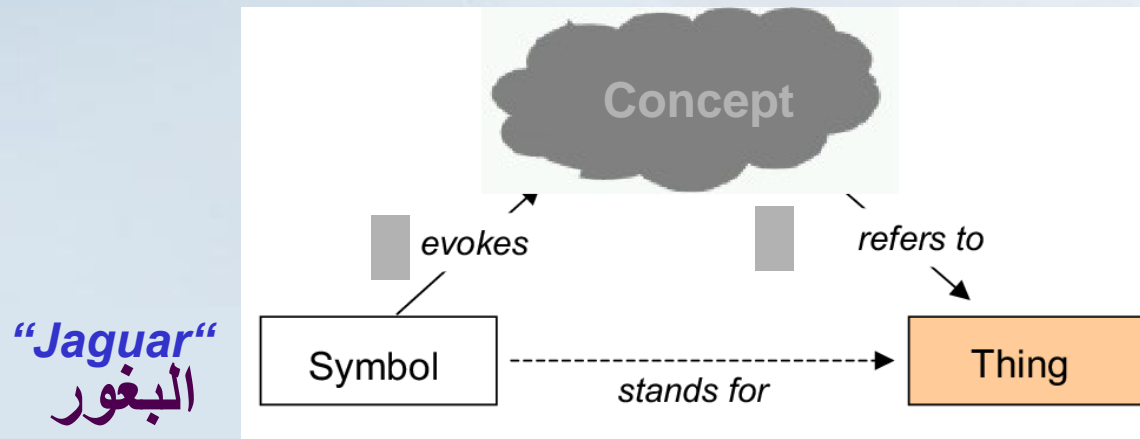 Concept
evokes
refers to
“Jaguar“
البغور
Symbol
stands for
Thing